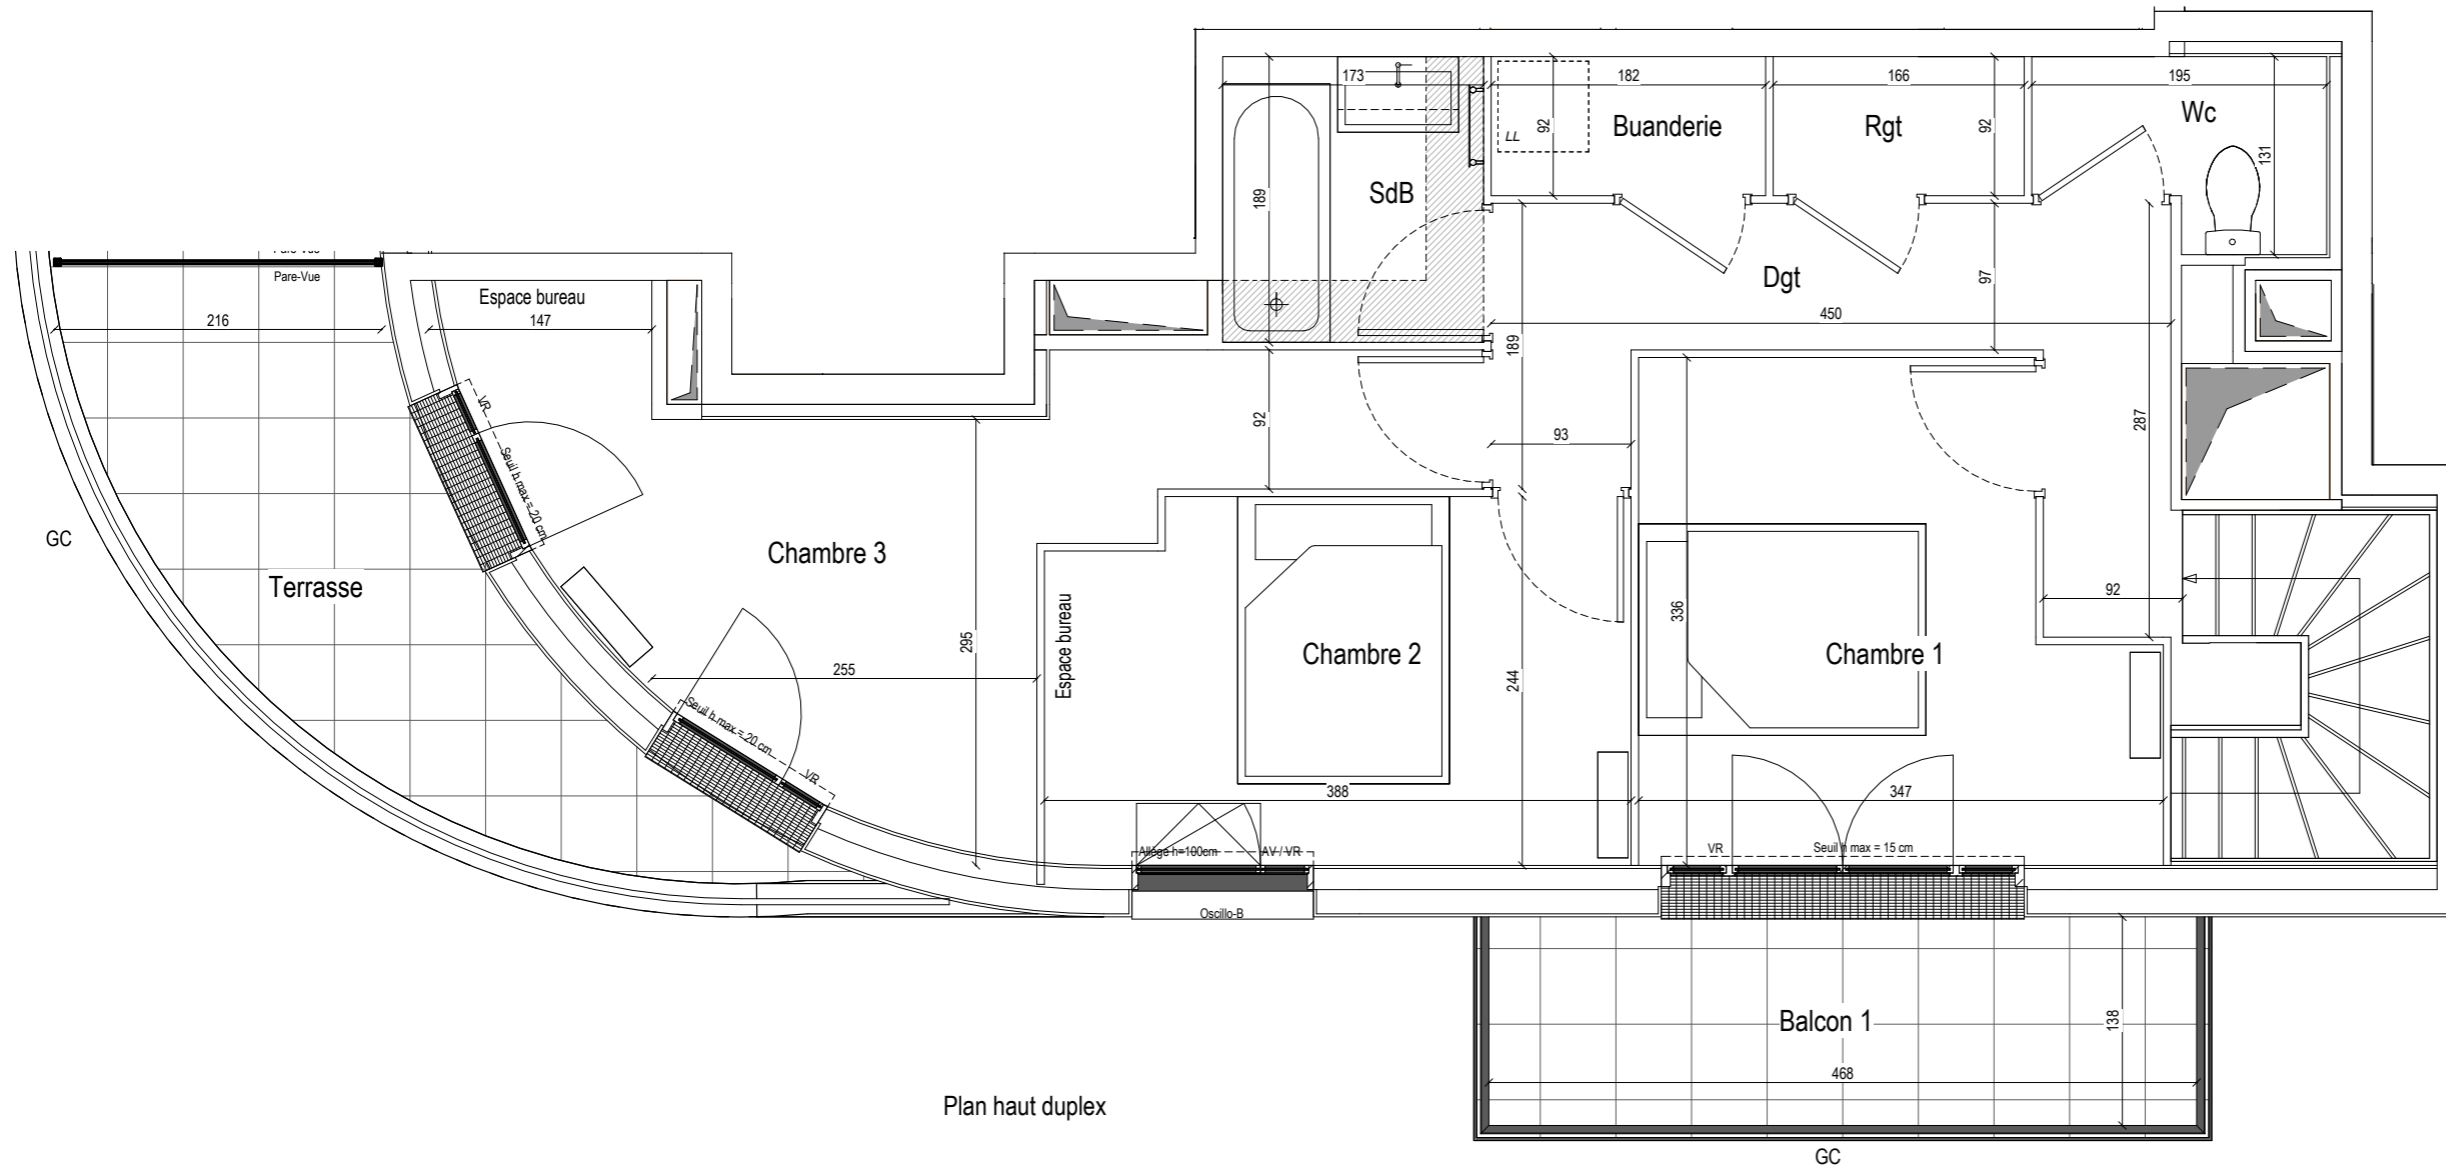 173
182
166
195
Wc
LL
92
Buanderie
Rgt
92
131
SdB
189
Pare-Vue
Espace bureau
Dgt
97
216
147
450
189
VR
92
93
287
Seuil h max = 20 cm
GC
Chambre 3
Terrasse
92
Espace bureau
336
295
Chambre 2
Chambre 1
255
244
Seuil h max = 20 cm
VR
388
347
Allège h=100cm
AV / VR
VR
Seuil h max = 15 cm
Oscillo-B
Balcon 1
138
468
Plan haut duplex
GC